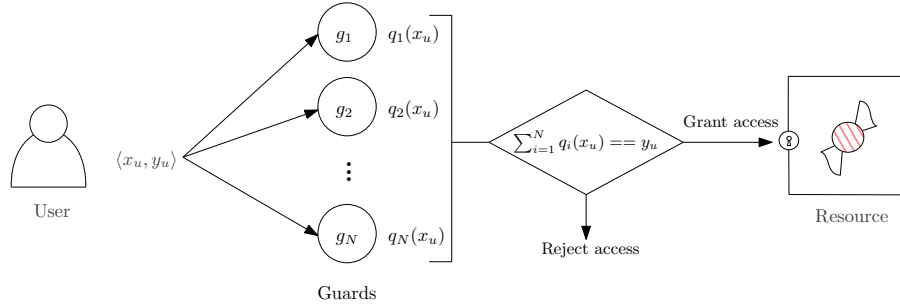 User
⟨x_u, y_u⟩
g_1 q_1(x_u)
g_2 q_2(x_u)
⋮
g_N q_N(x_u)
Guards
∑_{i=1}^{N} q_i(x_u) == y_u
Grant access
Reject access
Resource